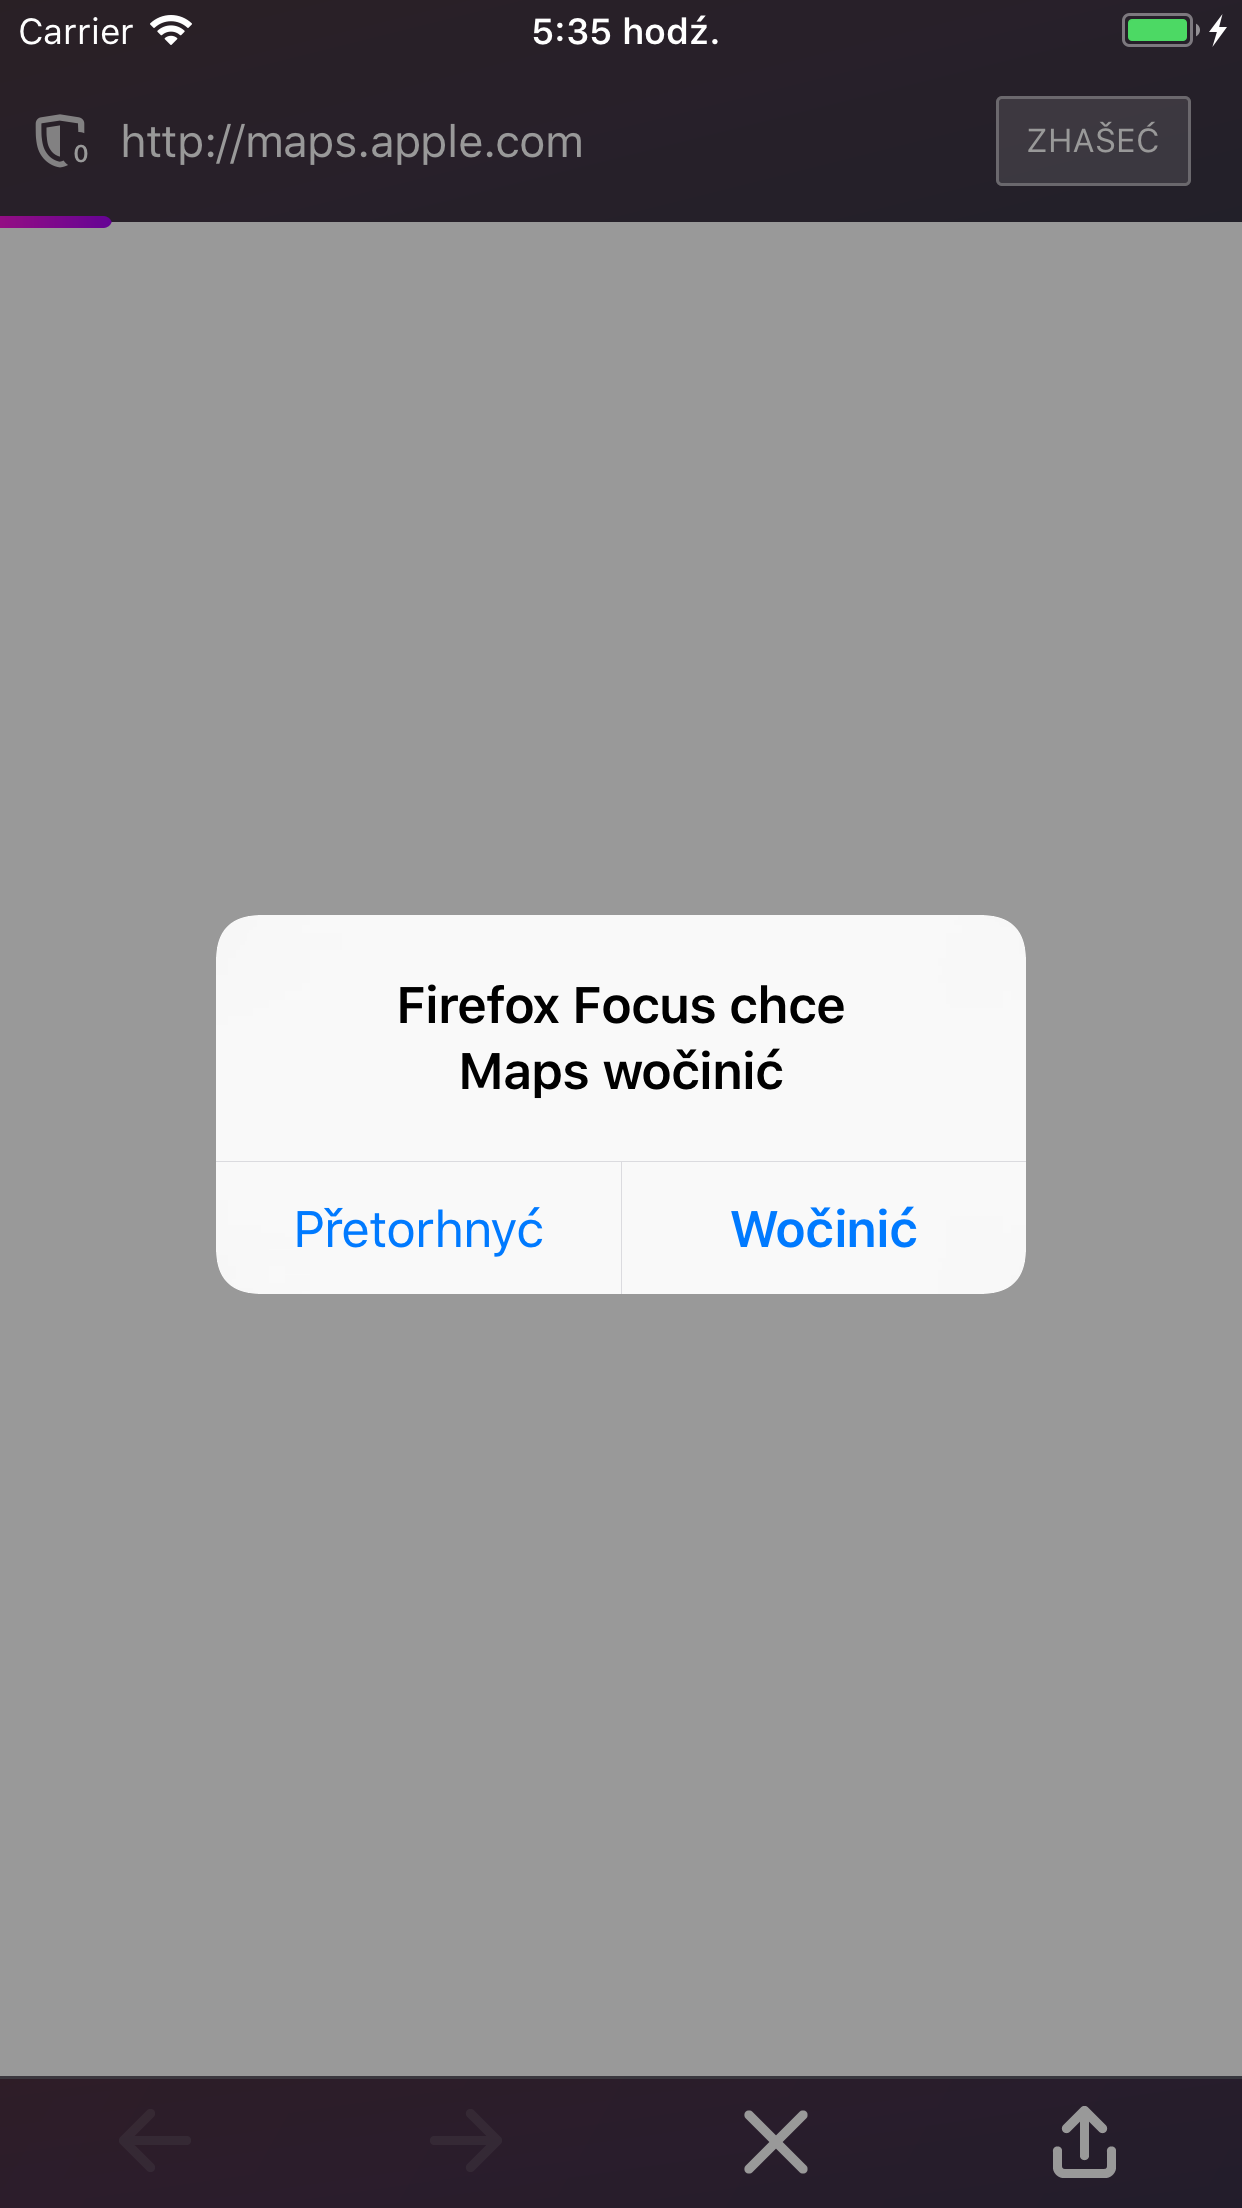 Carrier
5:35 hodź.
0
http://maps.apple.com
ZHAŠEĆ
Firefox Focus chce
Maps wočinić
Přetorhnyć
Wočinić